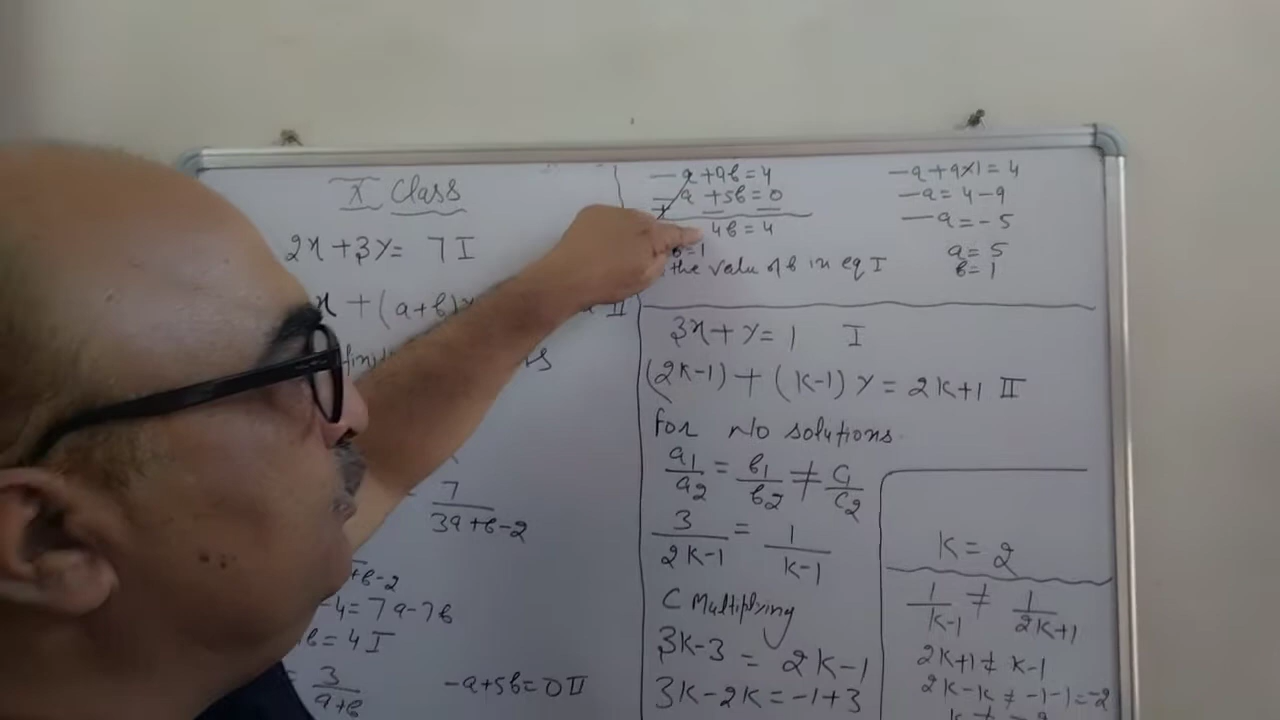 X Class
2x+3y= 7 I
x + (a+b)y II
7
3a+b-2
+b-2
-4=7a-7b
b=4 I
3
a+b
-a+5b=0 II
-a+9b=4
-a+5b=0
4b=4
b=1
the value of b in eq I
-a+9×1=4
-a=4-9
-a=-5
a=5
b=1
3x+y=1 I
(2k-1)+(k-1)y=2k+1 II
For no solutions
a1/a2 = b1/b2 ≠ c1/c2
3/2k-1 = 1/k-1
C Multiplying
3k-3 = 2k-1
3k-2k=-1+3
k=2
1/k-1 ≠ 1/2k+1
2k+1≠k-1
2k-k≠-1-1=-2